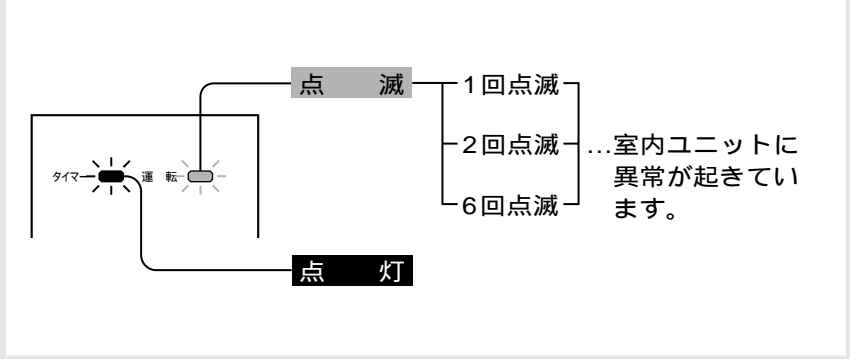 点 滅
1回点滅
2回点滅
6回点滅
…室内ユニットに
異常が起きてい
ます。
タイマー 運 転
点 灯